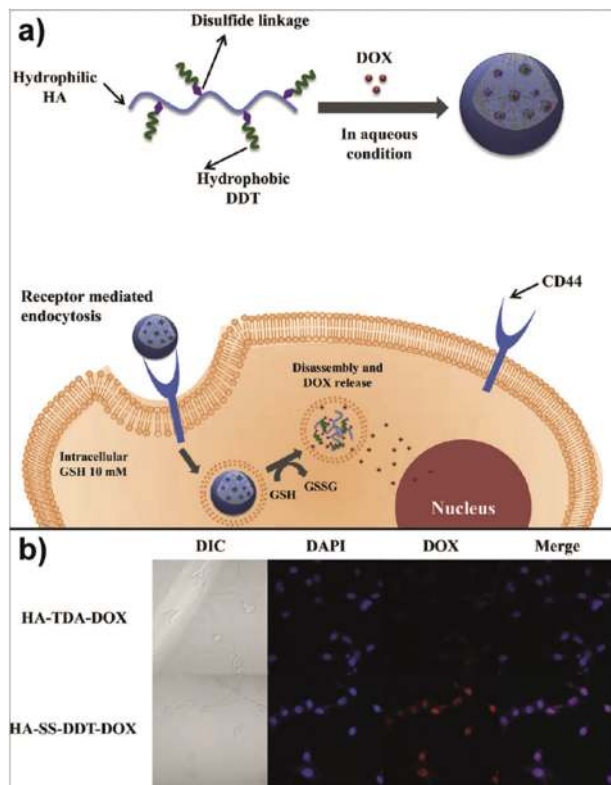 a)
Disulfide linkage
Hydrophilic
HA
DOX
In aqueous
condition
Hydrophobic
DDT
Receptor mediated
endocytosis
CD44
Disassembly and
DOX release
Intracellular
GSH 10 mM
GSH
GSSG
Nucleus
b)
DIC
DAPI
DOX
Merge
HA-TDA-DOX
HA-SS-DDT-DOX